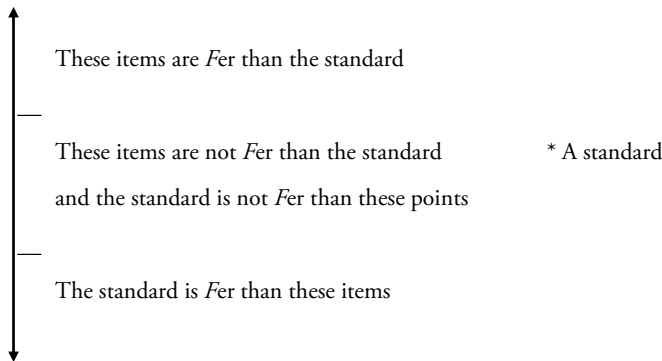 These items are Fer than the standard
These items are not Fer than the standard * A standard
and the standard is not Fer than these points
The standard is Fer than these items